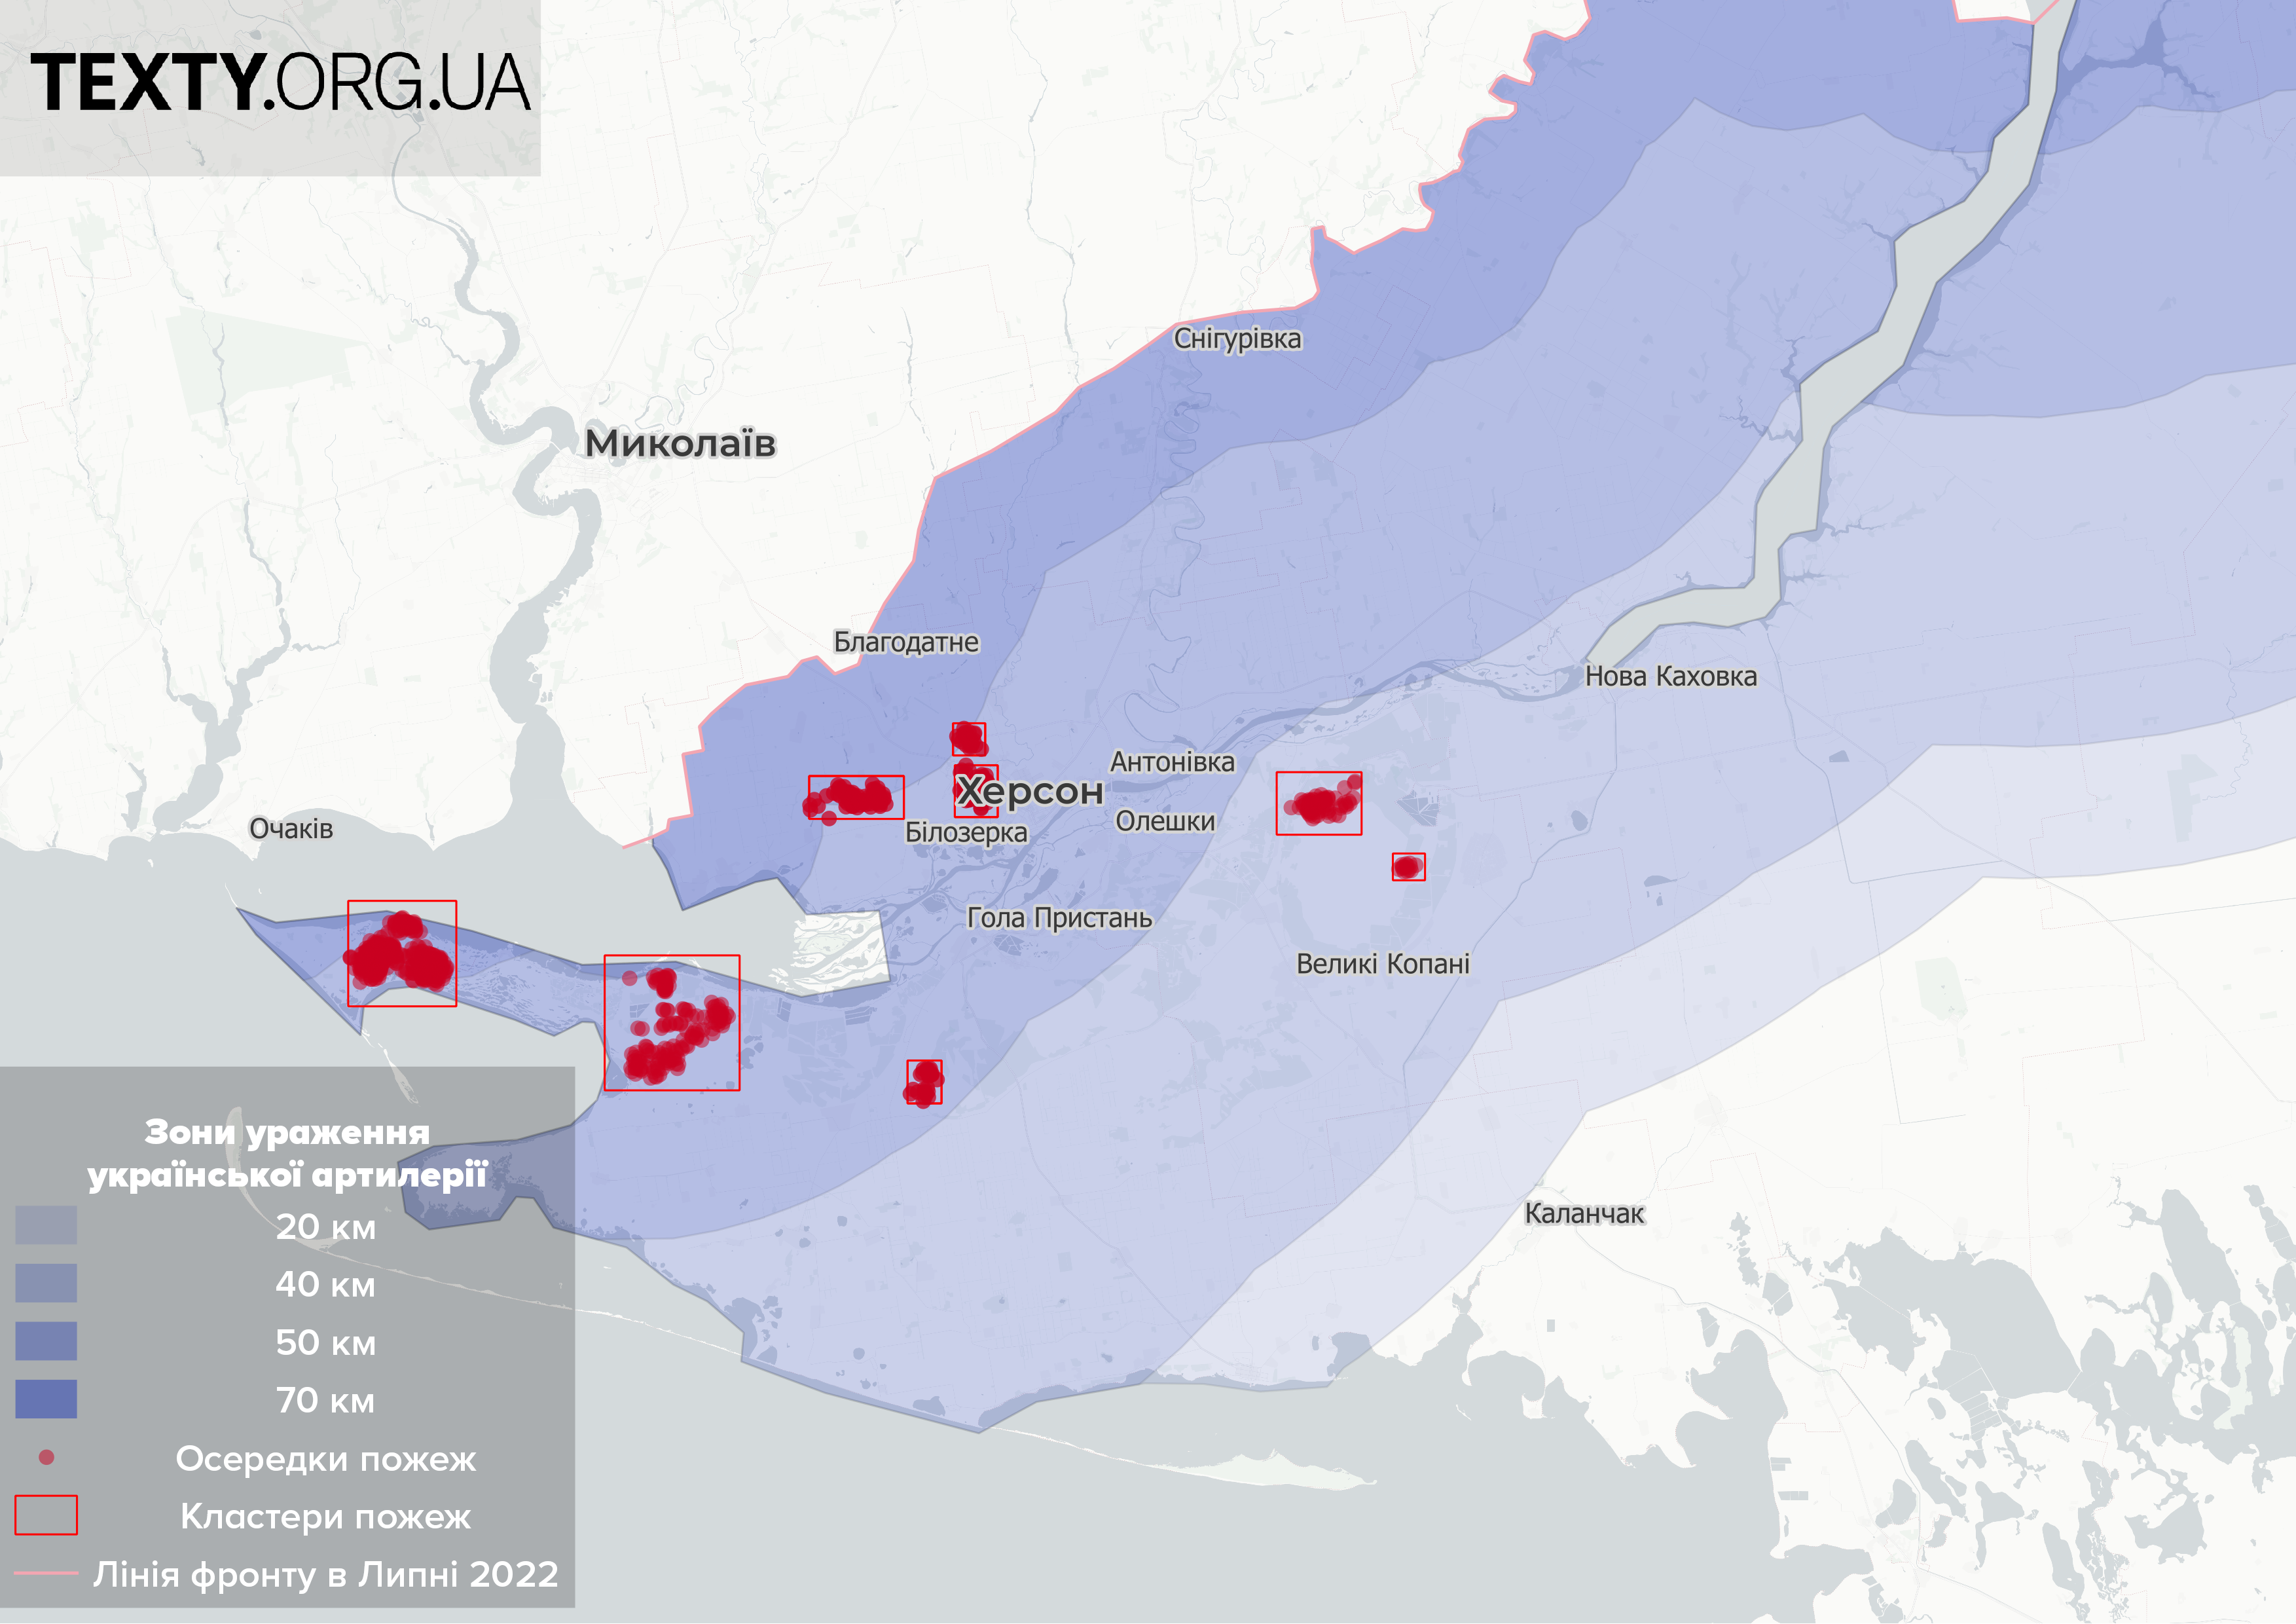 TEXTY.ORG.UA
Снігурівка
Миколаїв
Благодатне
Нова Каховка
Антонівка
Херсон
Олешки
Очаків
Білозерка
Гола Пристань
Великі Копані
Каланчак
Зони ураження
української артилерії
20 км
40 км
50 км
70 км
Осередки пожеж
Кластери пожеж
Лінія фронту в Липні 2022